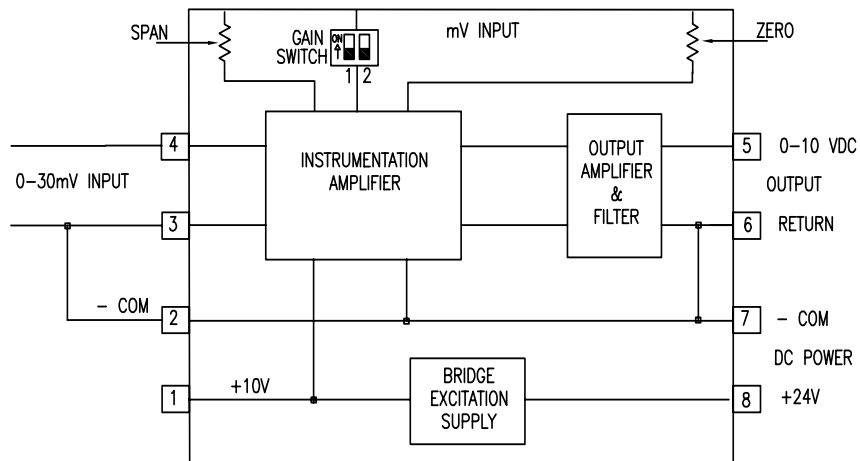 SPAN
GAIN
SWITCH
ON
1 2
mV INPUT
ZERO
4
INSTRUMENTATION
AMPLIFIER
OUTPUT
AMPLIFIER
&
FILTER
5
0-10 VDC
0-30mV INPUT
OUTPUT
3
6
RETURN
- COM
2
7
- COM
DC POWER
1
+10V
BRIDGE
EXCITATION
SUPPLY
8
+24V